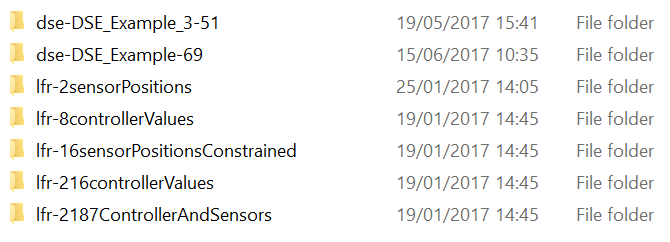 dse-DSE_Example_3-51 19/05/2017 15:41 File folder
dse-DSE_Example-69 15/06/2017 10:35 File folder
lfr-2sensorPositions 25/01/2017 14:05 File folder
lfr-8controllerValues 19/01/2017 14:45 File folder
lfr-16sensorPositionsConstrained 19/01/2017 14:45 File folder
lfr-216controllerValues 19/01/2017 14:45 File folder
lfr-2187ControllerAndSensors 19/01/2017 14:45 File folder